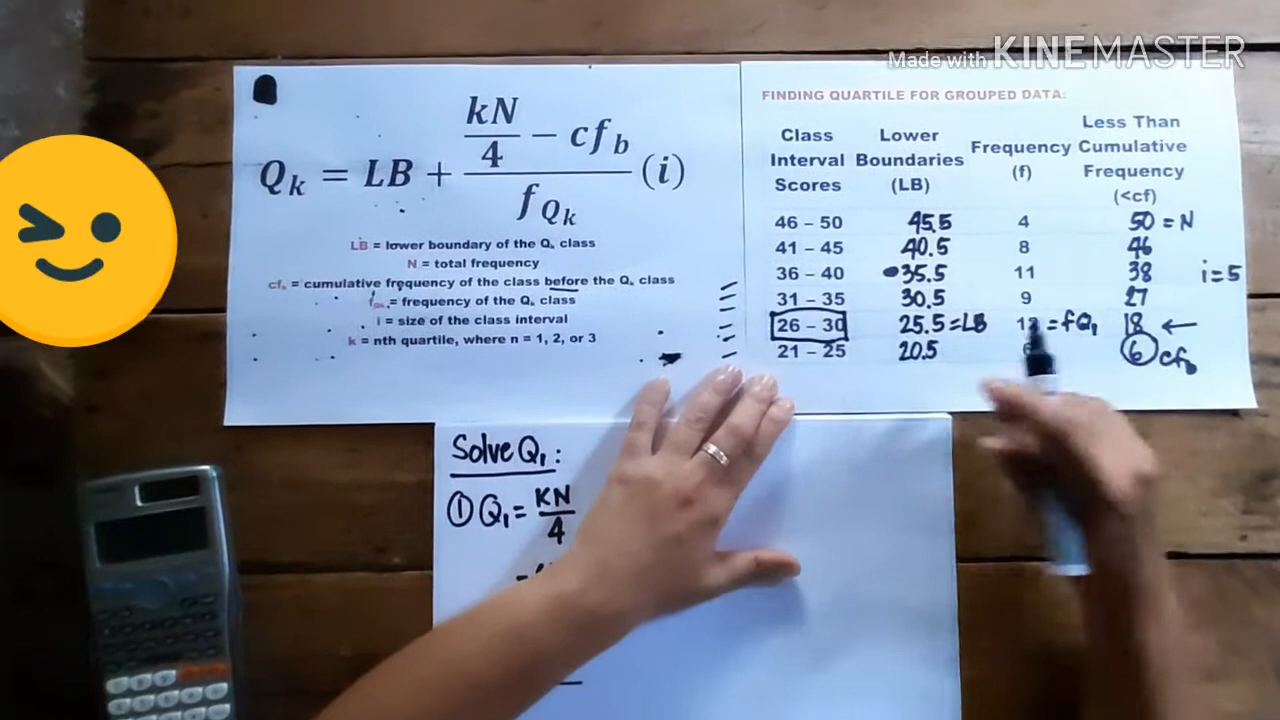 Made with KINEMASTER
Qk = LB + (kN/4 − cfb)/fQk (i)
LB = lower boundary of the Qk class
N = total frequency
cfb = cumulative frequency of the class before the Qk class
fQk = frequency of the Qk class
i = size of the class interval
k = nth quartile, where n = 1, 2, or 3
FINDING QUARTILE FOR GROUPED DATA:
Class Interval Scores Lower Boundaries (LB) Frequency (f) Less Than Cumulative Frequency (<cf)
46 – 50 45.5 4 50 = N
41 – 45 40.5 8 46
36 – 40 35.5 11 38 i = 5
31 – 35 30.5 9 27
26 – 30 25.5 = LB = fQ1 18 ←
21 – 25 20.5 6 cfb
Solve Q1:
① Q1 = KN/4